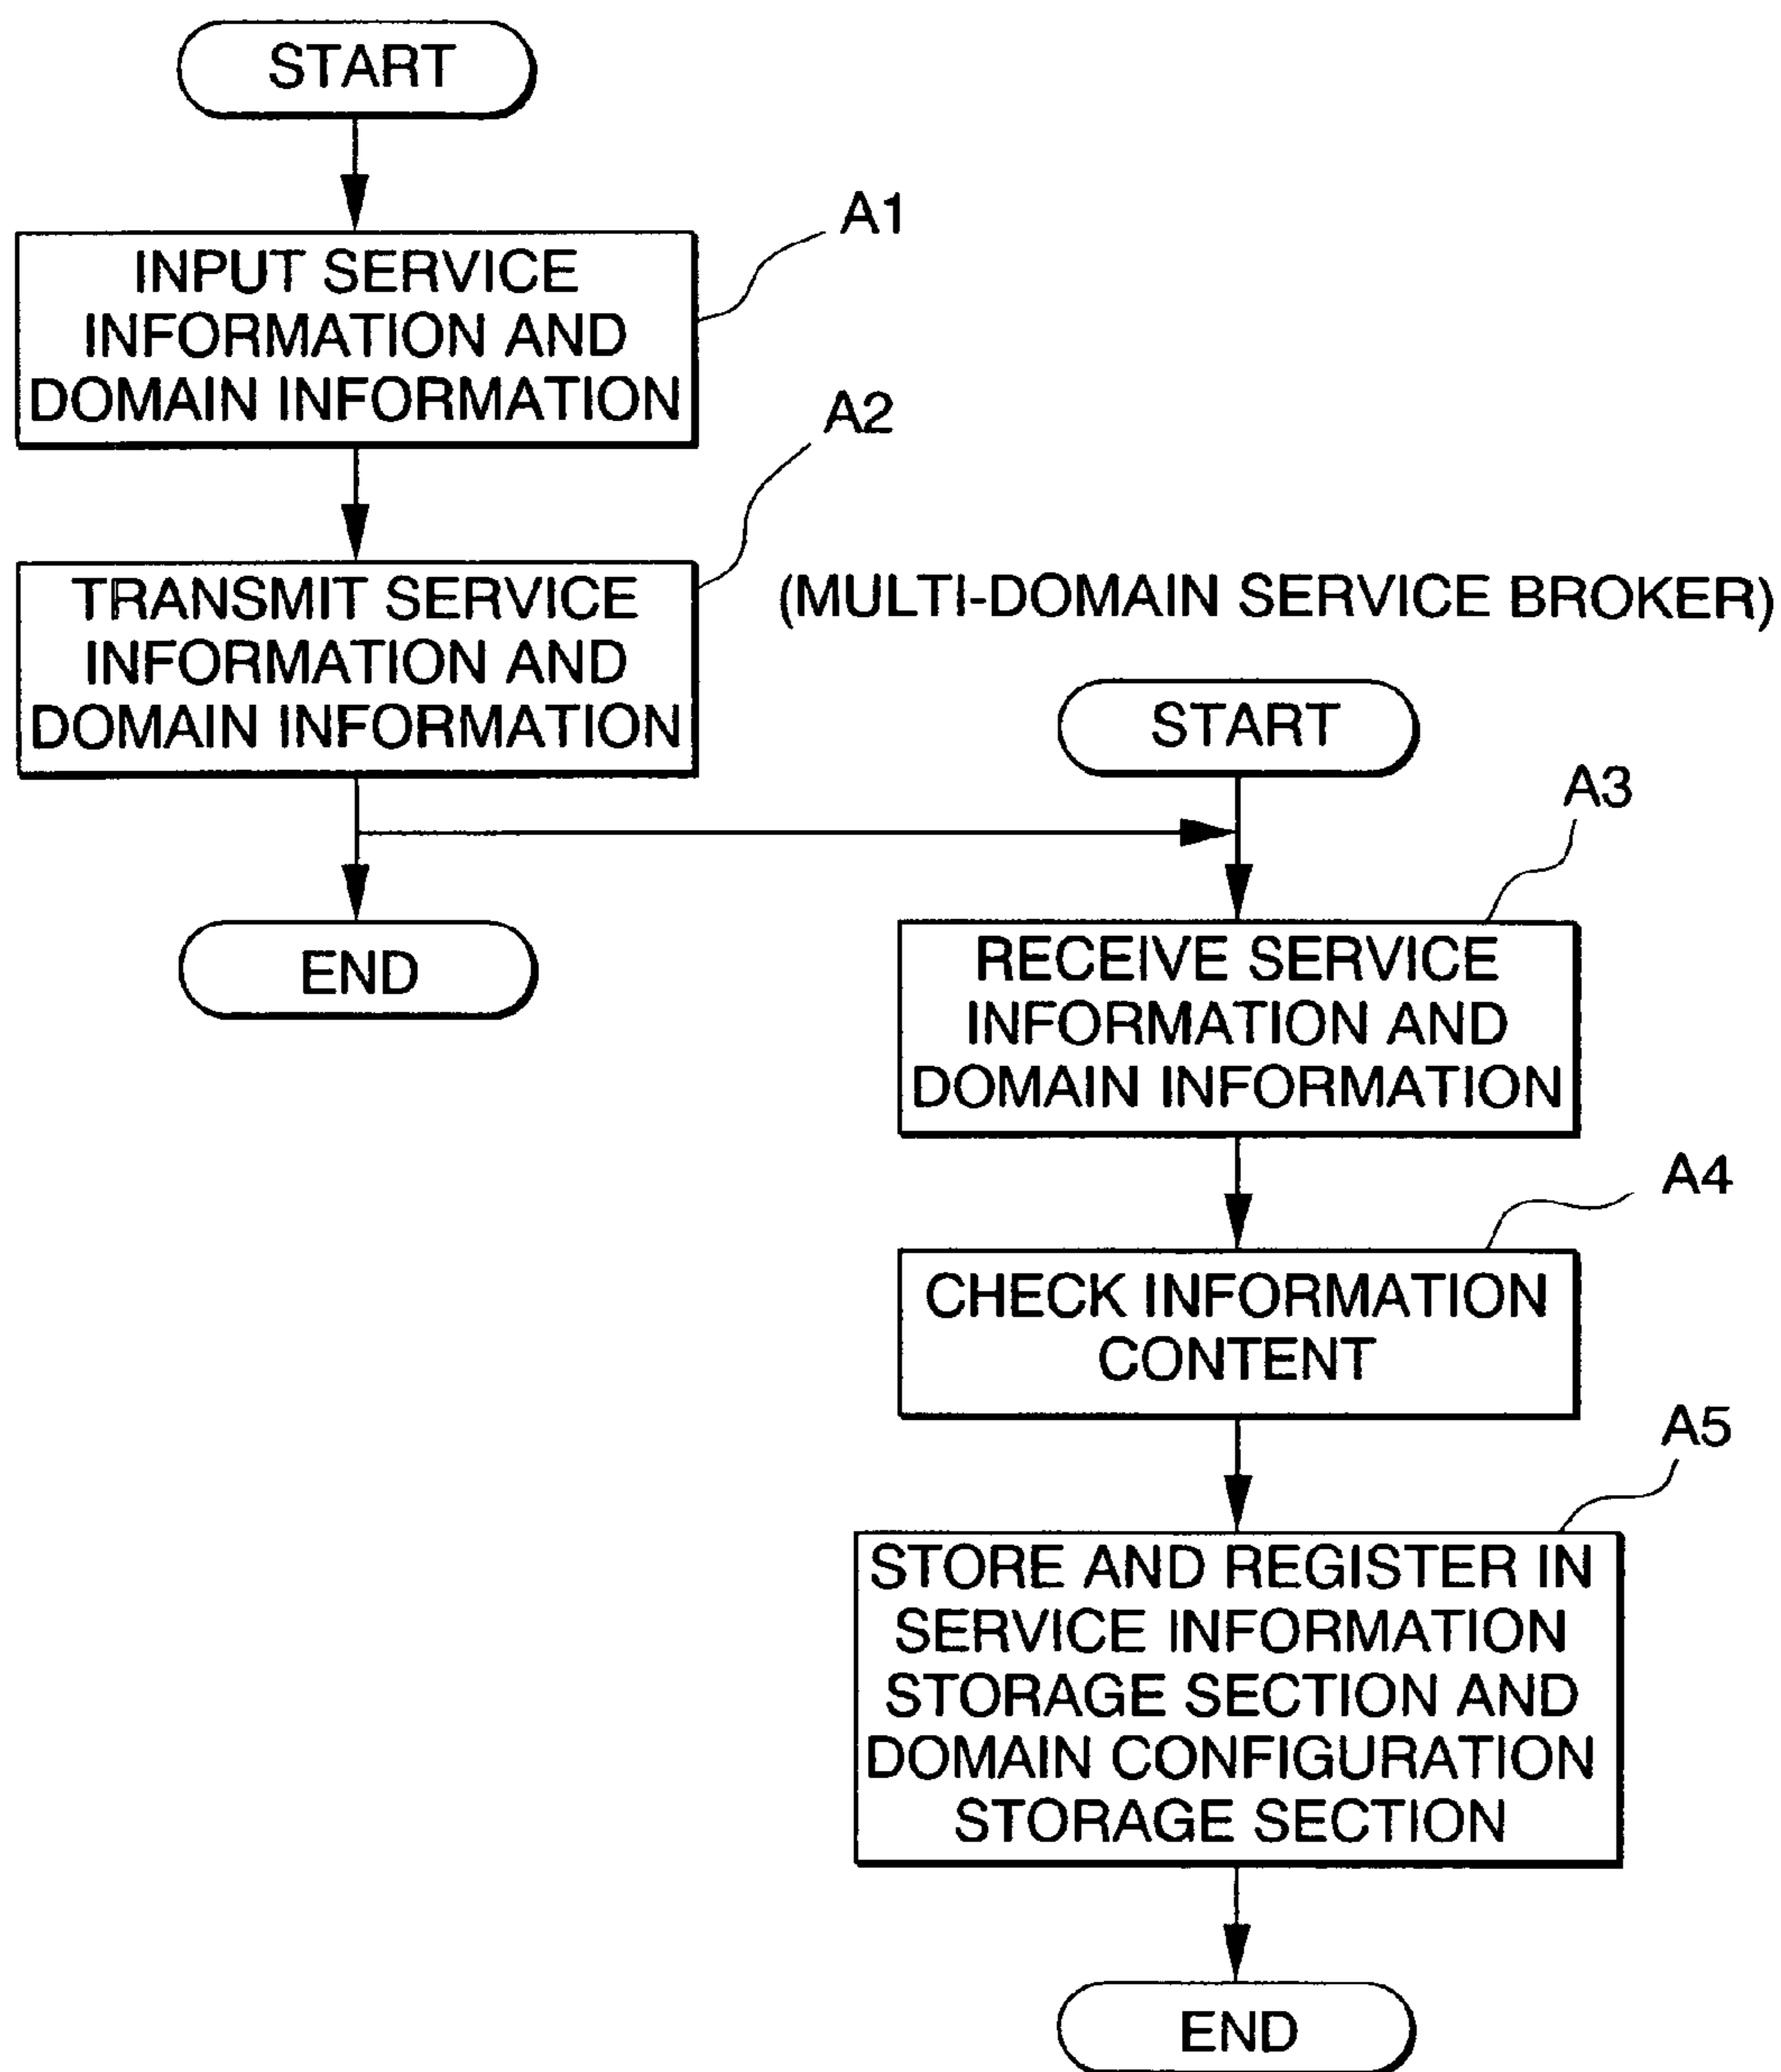 START
A1
INPUT SERVICE
INFORMATION AND
DOMAIN INFORMATION
A2
TRANSMIT SERVICE
INFORMATION AND
DOMAIN INFORMATION
END
(MULTI-DOMAIN SERVICE BROKER)
START
A3
RECEIVE SERVICE
INFORMATION AND
DOMAIN INFORMATION
A4
CHECK INFORMATION
CONTENT
A5
STORE AND REGISTER IN
SERVICE INFORMATION
STORAGE SECTION AND
DOMAIN CONFIGURATION
STORAGE SECTION
END